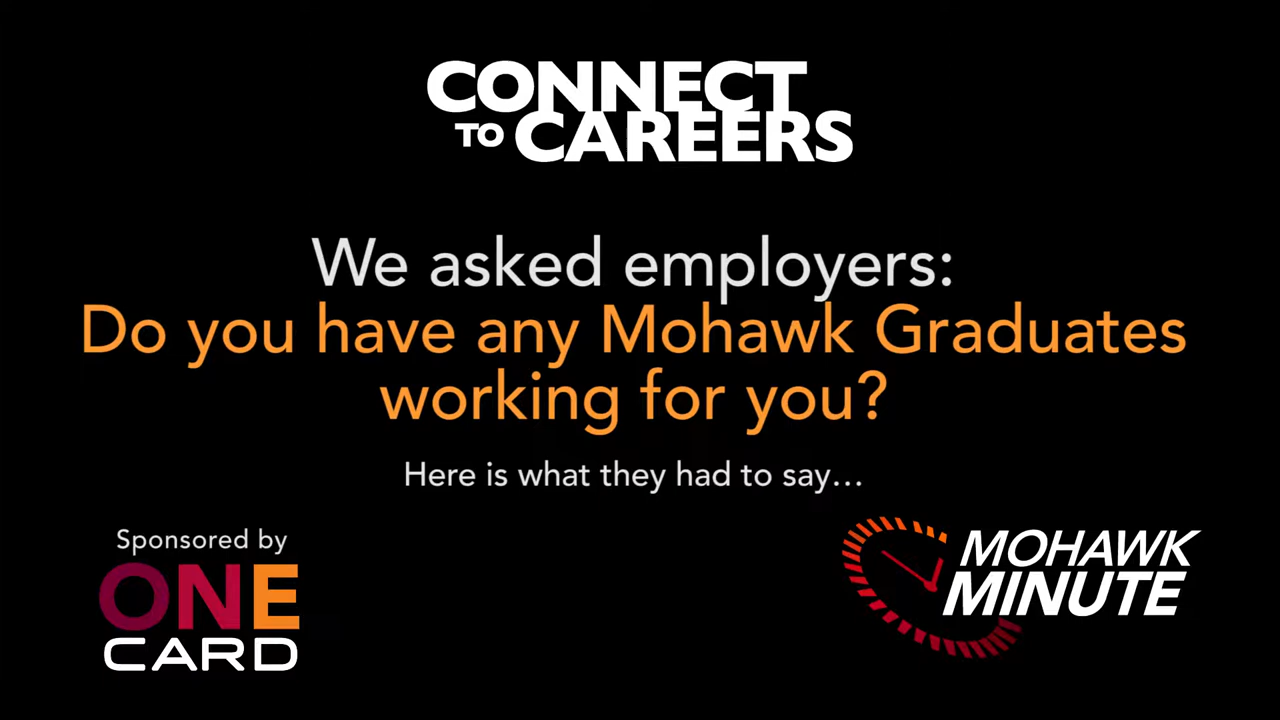 CONNECT
TO CAREERS
We asked employers:
Do you have any Mohawk Graduates
working for you?
Here is what they had to say...
Sponsored by
ONE
CARD
MOHAWK
MINUTE